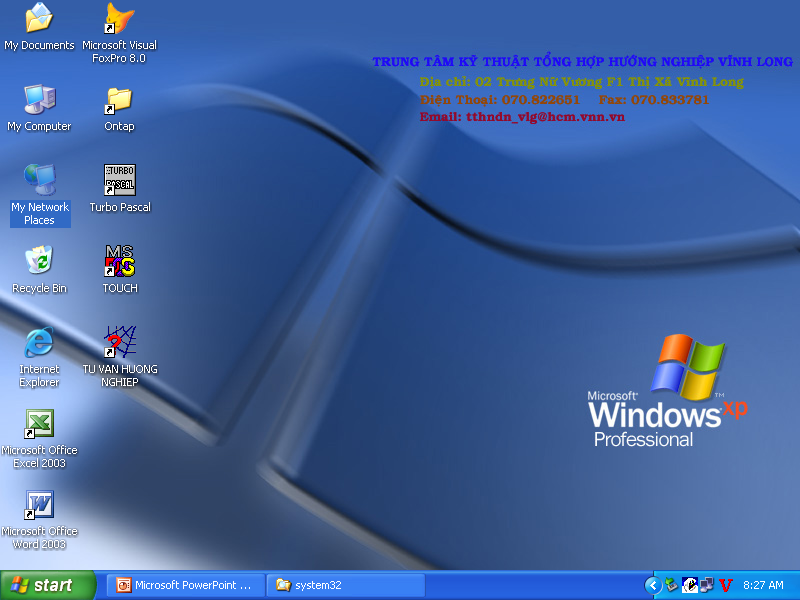 My Documents
Microsoft Visual
FoxPro 8.0
TRUNG TÂM KỸ THUẬT TỔNG HỢP HƯỚNG NGHIỆP VĨNH LONG
Địa chỉ: 02 Trưng Nữ Vương F1 Thị Xã Vĩnh Long
Điện Thoại: 070.822651 Fax: 070.833781
Email: tthndn_vlg@hcm.vnn.vn
My Computer
Ontap
TURBO
PASCAL
My Network
Places
Turbo Pascal
MS
Recycle Bin
TOUCH
Internet
Explorer
TU VAN HUONG
NGHIEP
Microsoft Office
Excel 2003
Microsoft
Windows xp
TM
Professional
Microsoft Office
Word 2003
start
Microsoft PowerPoint ...
system32
V
8:27 AM